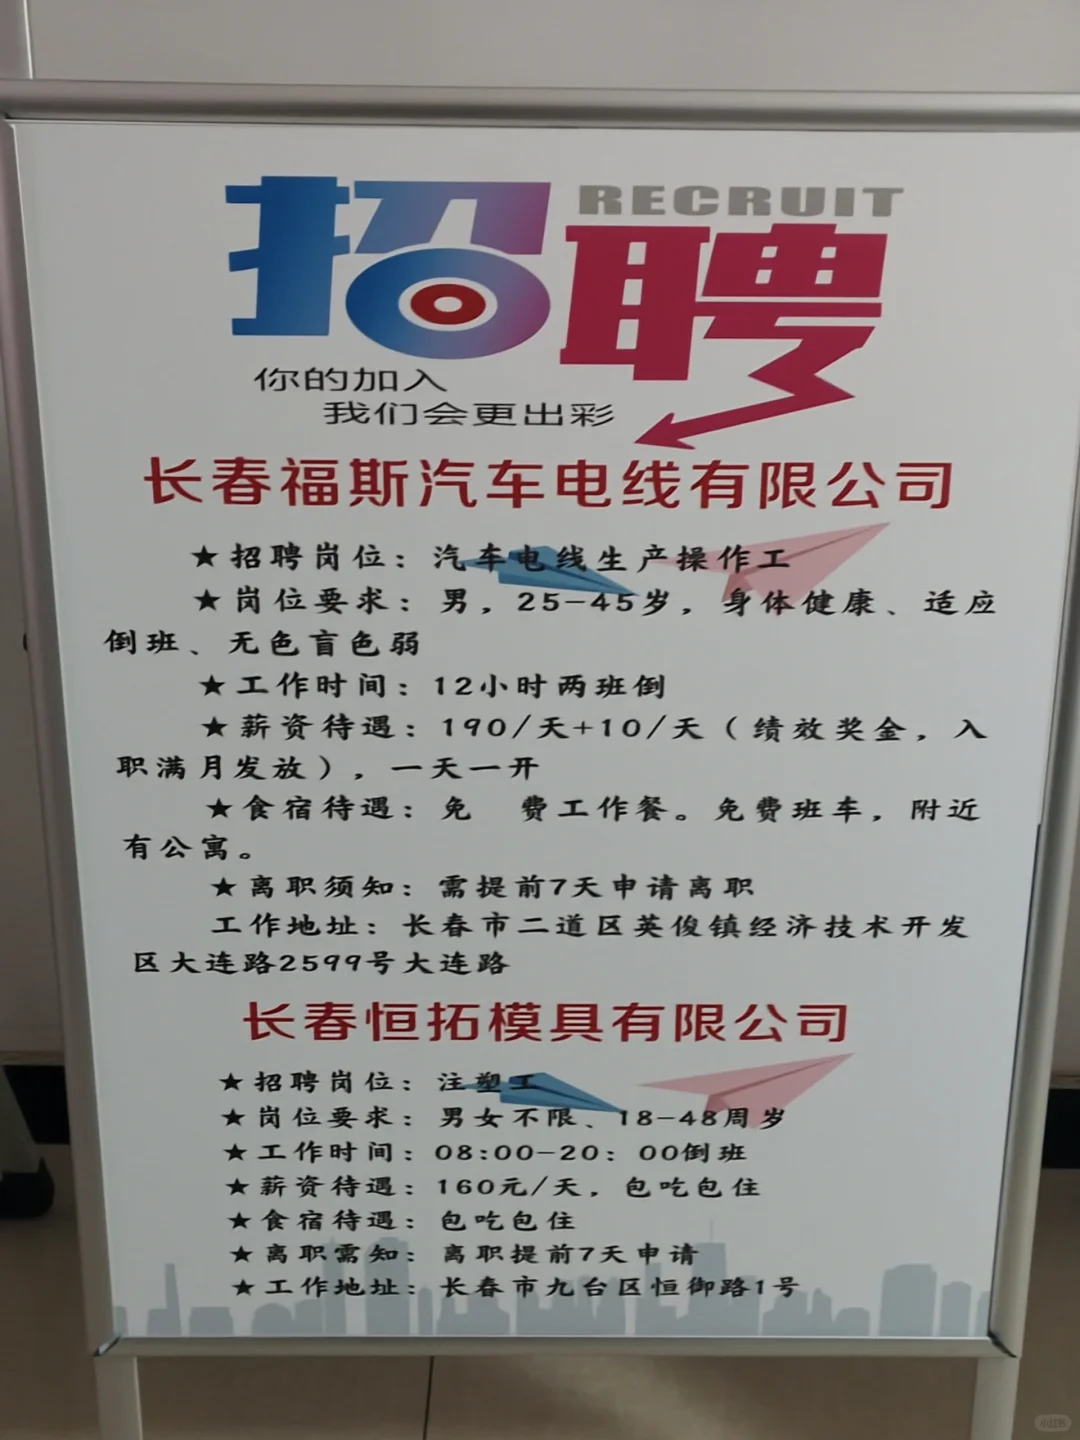 招聘
RECRUIT
你的加入
我们会更出彩
长春福斯汽车电线有限公司
★招聘岗位：汽车电线生产操作工
★岗位要求：男，25-45岁，身体健康、适应
倒班、无色盲色弱
★工作时间：12小时两班倒
★薪资待遇：190/天+10/天（绩效奖金，入
职满月发放），一天一开
★食宿待遇：免 费工作餐。免费班车，附近
有公寓。
★离职须知：需提前7天申请离职
工作地址：长春市二道区英俊镇经济技术开发
区大连路2599号大连路
长春恒拓模具有限公司
★招聘岗位：注塑工
★岗位要求：男女不限、18-48周岁
★工作时间：08:00-20：00倒班
★薪资待遇：160元/天，包吃包住
★食宿待遇：包吃包住
★离职需知：离职提前7天申请
★工作地址：长春市九台区恒御路1号